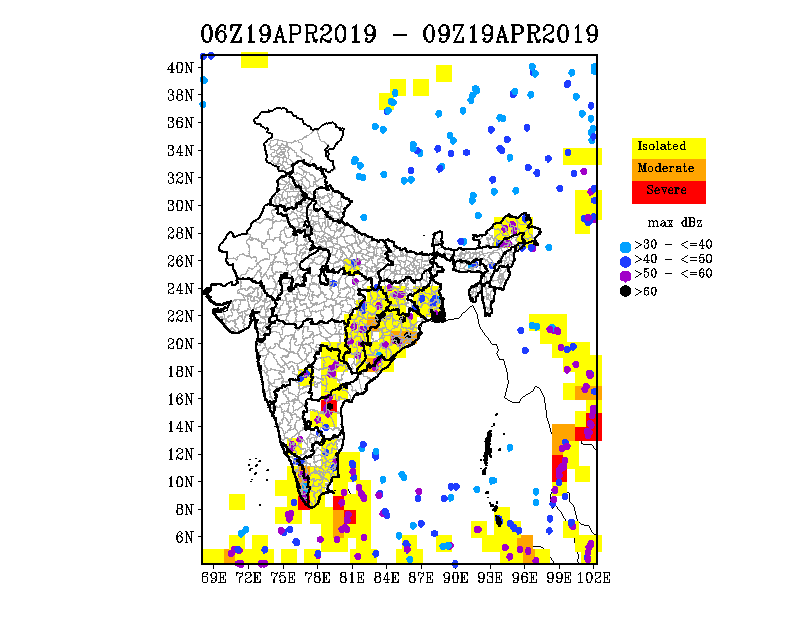 06Z19APR2019 - 09Z19APR2019
40N
38N
36N
34N
32N
30N
28N
26N
24N
22N
20N
18N
16N
14N
12N
10N
8N
6N
69E 72E 75E 78E 81E 84E 87E 90E 93E 96E 99E 102E
Isolated
Moderate
Severe
max dBz
>30 - <=40
>40 - <=50
>50 - <=60
>60